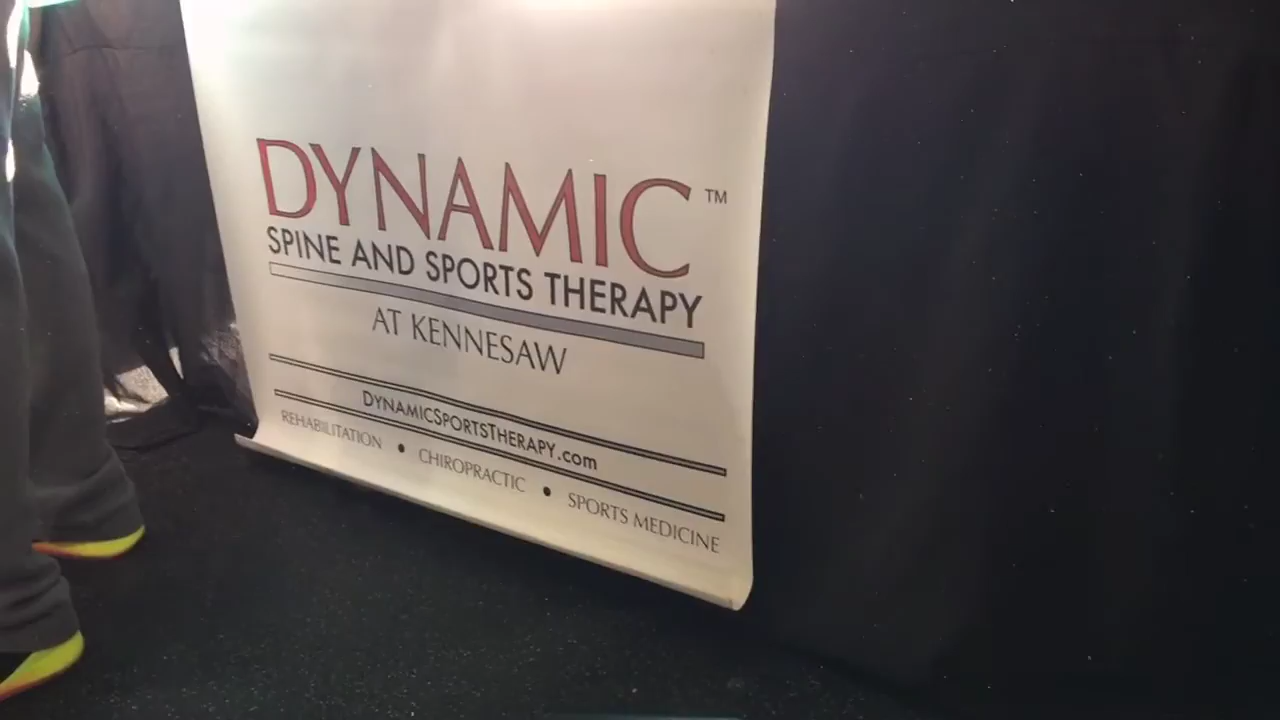 DYNAMIC™
SPINE AND SPORTS THERAPY
AT KENNESAW
DYNAMICSPORTSTHERAPY.com
REHABILITATION • CHIROPRACTIC • SPORTS MEDICINE